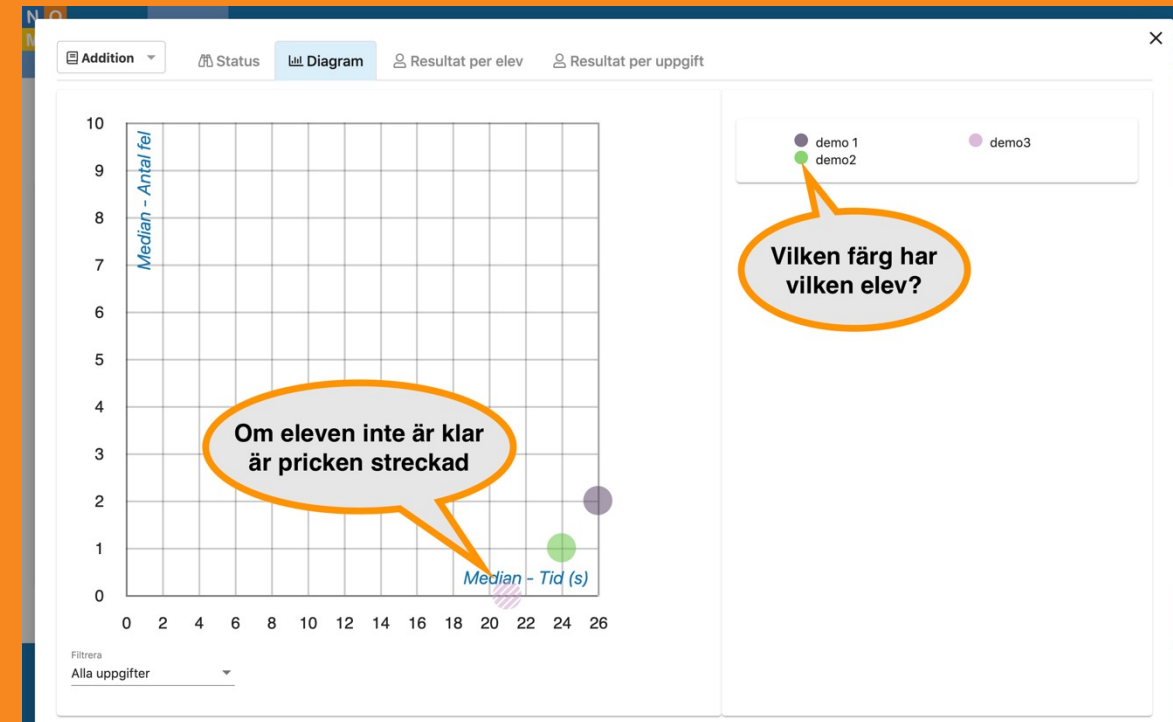 N O
M
Addition
Status
Diagram
Resultat per elev
Resultat per uppgift
10
9
8
7
6
5
4
3
2
1
0
Median - Antal fel
Om eleven inte är klar
är pricken streckad
Median - Tid (s)
0 2 4 6 8 10 12 14 16 18 20 22 24 26
Filtrera
Alla uppgifter
demo 1
demo2
demo3
Vilken färg har
vilken elev?